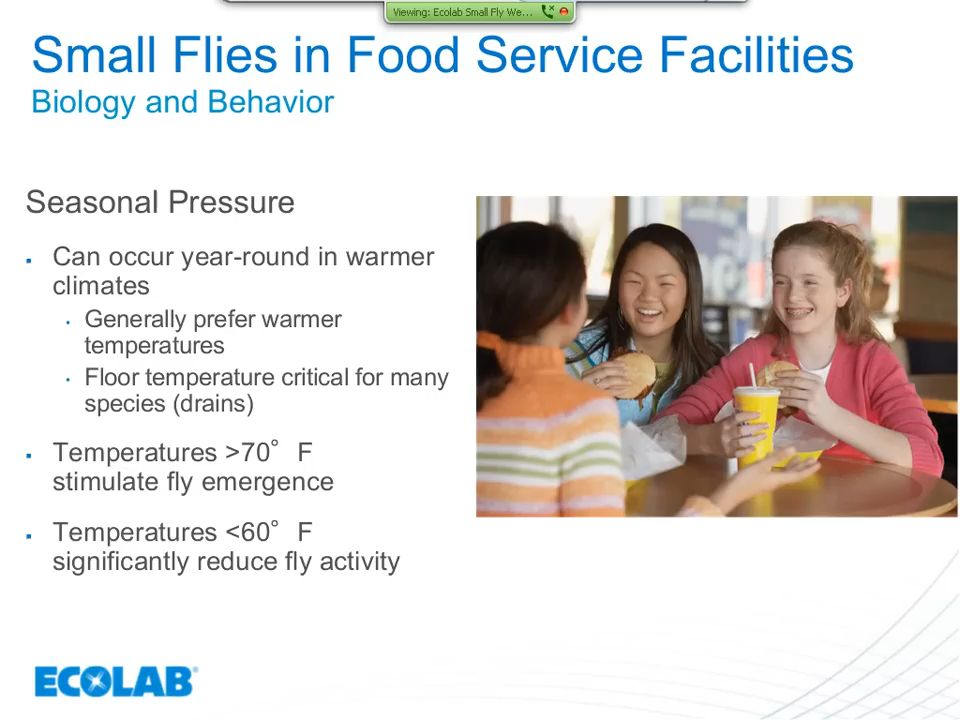 Viewing: Ecolab Small Fly We...
Small Flies in Food Service Facilities
Biology and Behavior
Seasonal Pressure
▪ Can occur year-round in warmer
climates
• Generally prefer warmer
temperatures
• Floor temperature critical for many
species (drains)
▪ Temperatures >70° F
stimulate fly emergence
▪ Temperatures <60° F
significantly reduce fly activity
ECOLAB®